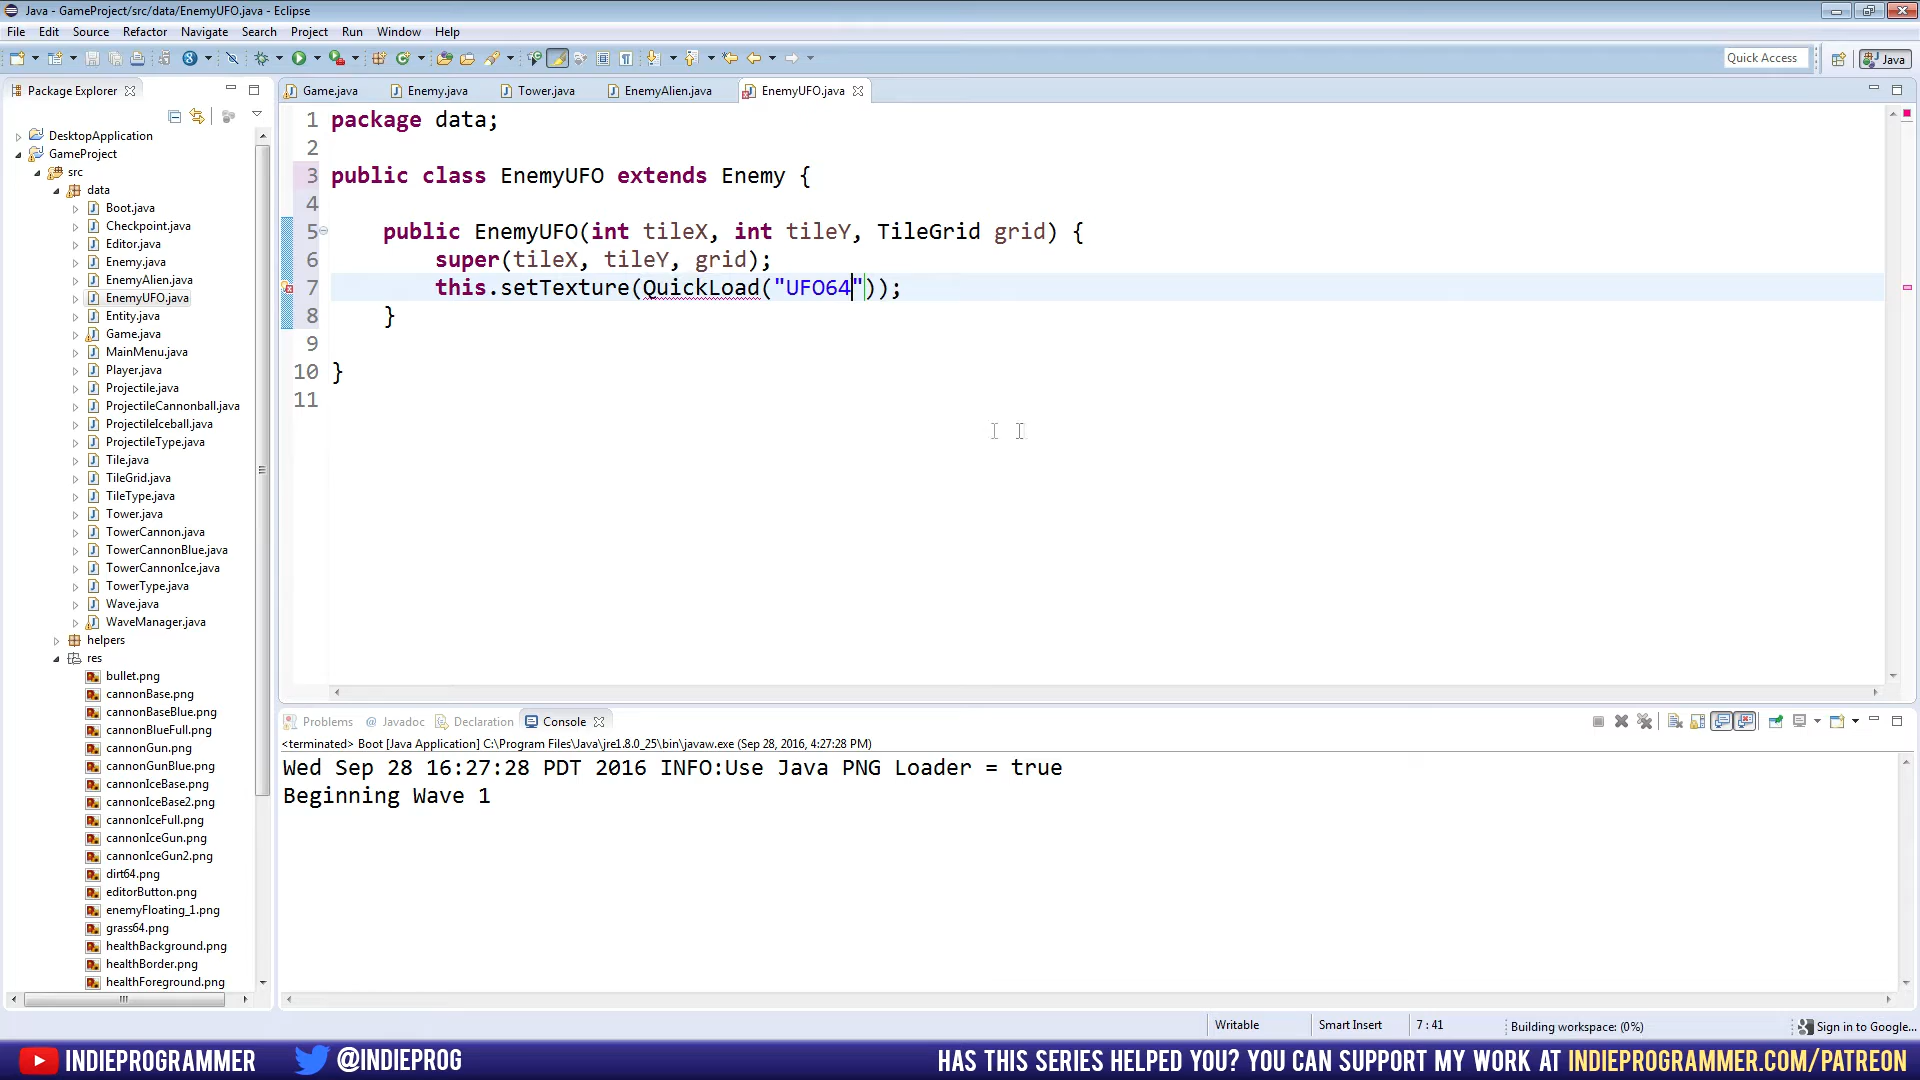 Java - GameProject/src/data/EnemyUFO.java - Eclipse
File Edit Source Refactor Navigate Search Project Run Window Help
Quick Access
Java
Package Explorer
Game.java
Enemy.java
Tower.java
EnemyAlien.java
EnemyUFO.java
DesktopApplication
GameProject
src
data
Boot.java
Checkpoint.java
Editor.java
Enemy.java
EnemyAlien.java
EnemyUFO.java
Entity.java
Game.java
MainMenu.java
Player.java
Projectile.java
ProjectileCannonball.java
ProjectileIceball.java
ProjectileType.java
Tile.java
TileGrid.java
TileType.java
Tower.java
TowerCannon.java
TowerCannonBlue.java
TowerCannonIce.java
TowerType.java
Wave.java
WaveManager.java
helpers
res
bullet.png
cannonBase.png
cannonBaseBlue.png
cannonBlueFull.png
cannonGun.png
cannonGunBlue.png
cannonIceBase.png
cannonIceBase2.png
cannonIceFull.png
cannonIceGun.png
cannonIceGun2.png
dirt64.png
editorButton.png
enemyFloating_1.png
grass64.png
healthBackground.png
healthBorder.png
healthForeground.png
1 package data;
2
3 public class EnemyUFO extends Enemy {
4
5 public EnemyUFO(int tileX, int tileY, TileGrid grid) {
6 super(tileX, tileY, grid);
7 this.setTexture(QuickLoad("UFO64"));
8 }
9
10 }
11
Problems @ Javadoc Declaration Console
<terminated> Boot [Java Application] C:\Program Files\Java\jre1.8.0_25\bin\javaw.exe (Sep 28, 2016, 4:27:28 PM)
Wed Sep 28 16:27:28 PDT 2016 INFO:Use Java PNG Loader = true
Beginning Wave 1
Writable
Smart Insert
7 : 41
Building workspace: (0%)
Sign in to Google...
INDIEPROGRAMMER
@INDIEPROG
HAS THIS SERIES HELPED YOU? YOU CAN SUPPORT MY WORK AT INDIEPROGRAMMER.COM/PATREON